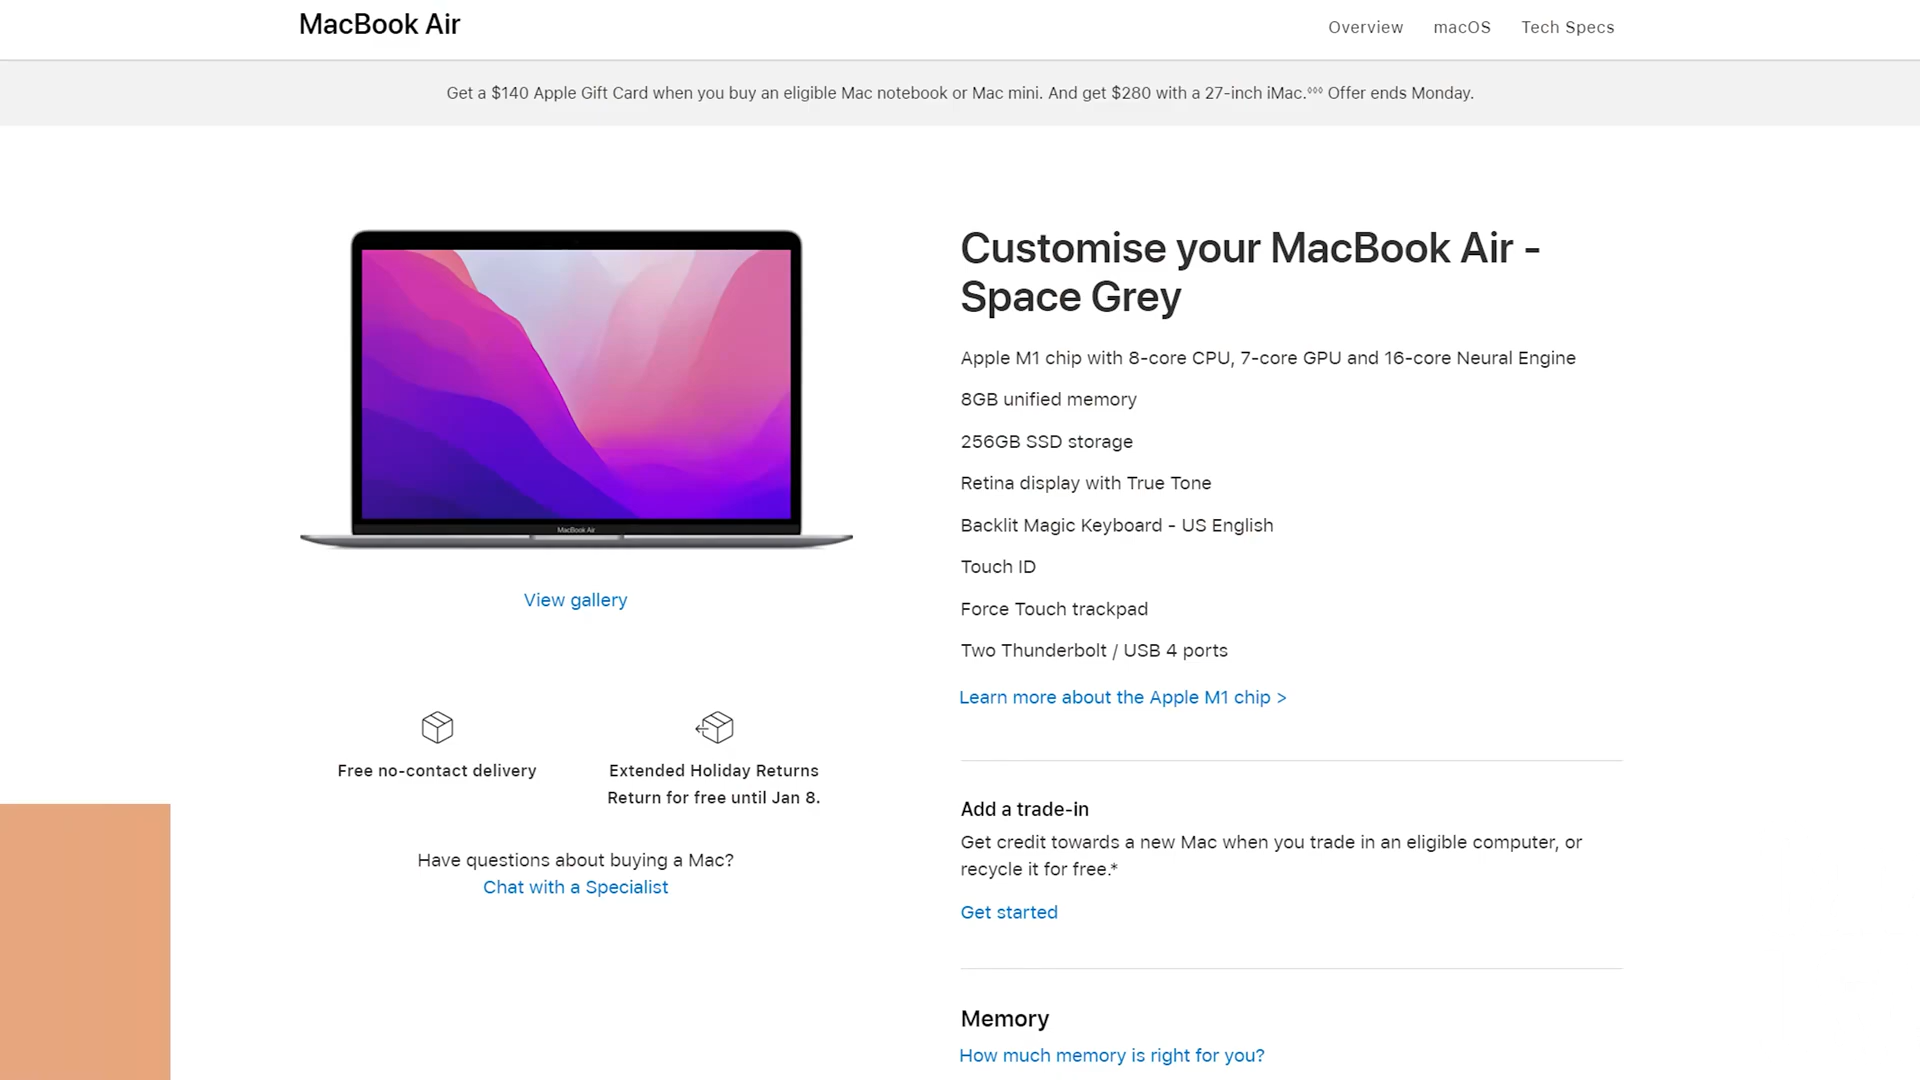 MacBook Air
Overview macOS Tech Specs
Get a $140 Apple Gift Card when you buy an eligible Mac notebook or Mac mini. And get $280 with a 27-inch iMac.◊◊◊ Offer ends Monday.
MacBook Air
View gallery
Free no-contact delivery
Extended Holiday Returns
Return for free until Jan 8.
Have questions about buying a Mac?
Chat with a Specialist
Customise your MacBook Air -
Space Grey
Apple M1 chip with 8-core CPU, 7-core GPU and 16-core Neural Engine
8GB unified memory
256GB SSD storage
Retina display with True Tone
Backlit Magic Keyboard - US English
Touch ID
Force Touch trackpad
Two Thunderbolt / USB 4 ports
Learn more about the Apple M1 chip >
Add a trade-in
Get credit towards a new Mac when you trade in an eligible computer, or
recycle it for free.*
Get started
Memory
How much memory is right for you?